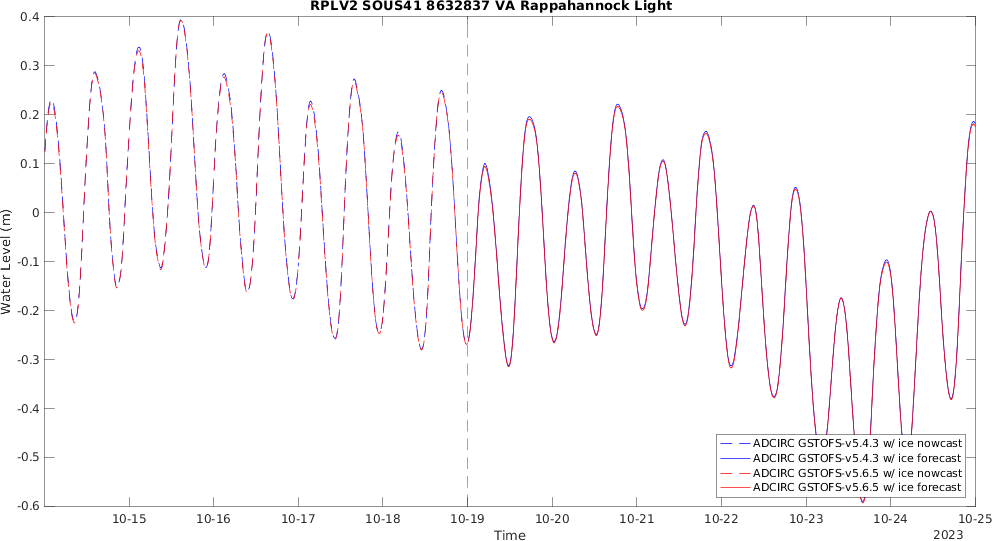 RPLV2 SOUS41 8632837 VA Rappahannock Light
0.4
0.3
0.2
0.1
0
-0.1
-0.2
-0.3
-0.4
-0.5
-0.6
Water Level (m)
ADCIRC GSTOFS-v5.4.3 w/ ice nowcast
ADCIRC GSTOFS-v5.4.3 w/ ice forecast
ADCIRC GSTOFS-v5.6.5 w/ ice nowcast
ADCIRC GSTOFS-v5.6.5 w/ ice forecast
10-15 10-16 10-17 10-18 10-19 10-20 10-21 10-22 10-23 10-24 10-25
Time
2023